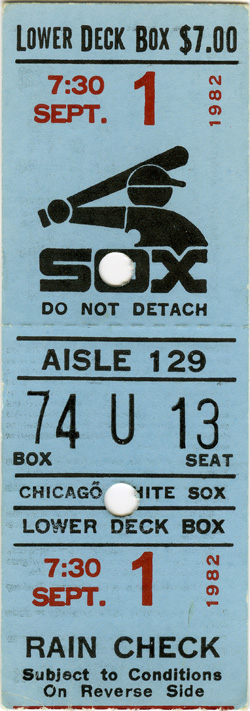 LOWER DECK BOX $7.00
7:30 SEPT. 1 1982
SOX
DO NOT DETACH
AISLE 129
74 U 13
BOX SEAT
CHICAGO HITE SOX
LOWER DECK BOX
7:30 SEPT. 1 1982
RAIN CHECK
Subject to Conditions
On Reverse Side